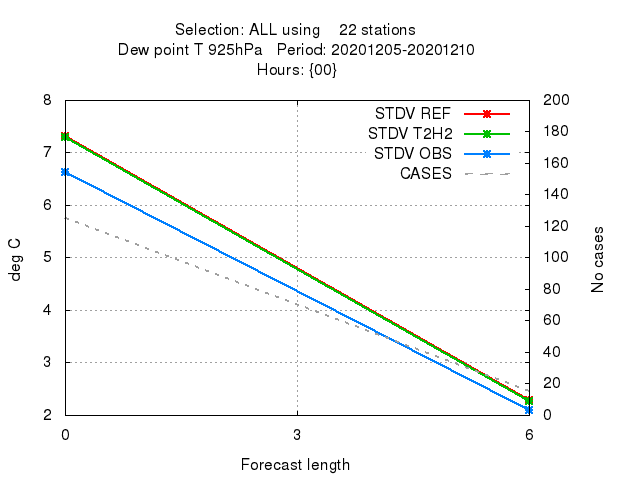 Selection: ALL using    22 stations
Dew point T 925hPa   Period: 20201205-20201210
Hours: {00}
8 200
STDV REF
180
STDV T2H2
7 160
STDV OBS
140
CASES
6 120
5 100
80
4 60
40
3 20
2 0
deg C
No cases
0 3 6
Forecast length